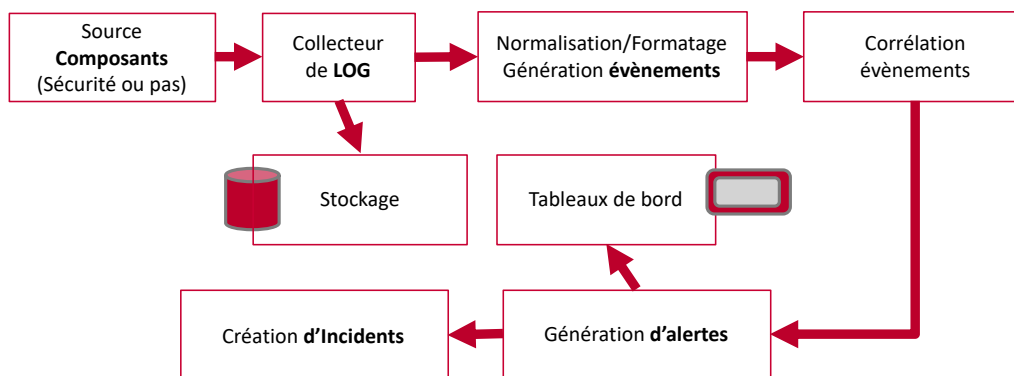 Source
Composants
(Sécurité ou pas)
Collecteur
de LOG
Normalisation/Formatage
Génération évènements
Corrélation
évènements
Stockage
Tableaux de bord
Création d'Incidents
Génération d'alertes